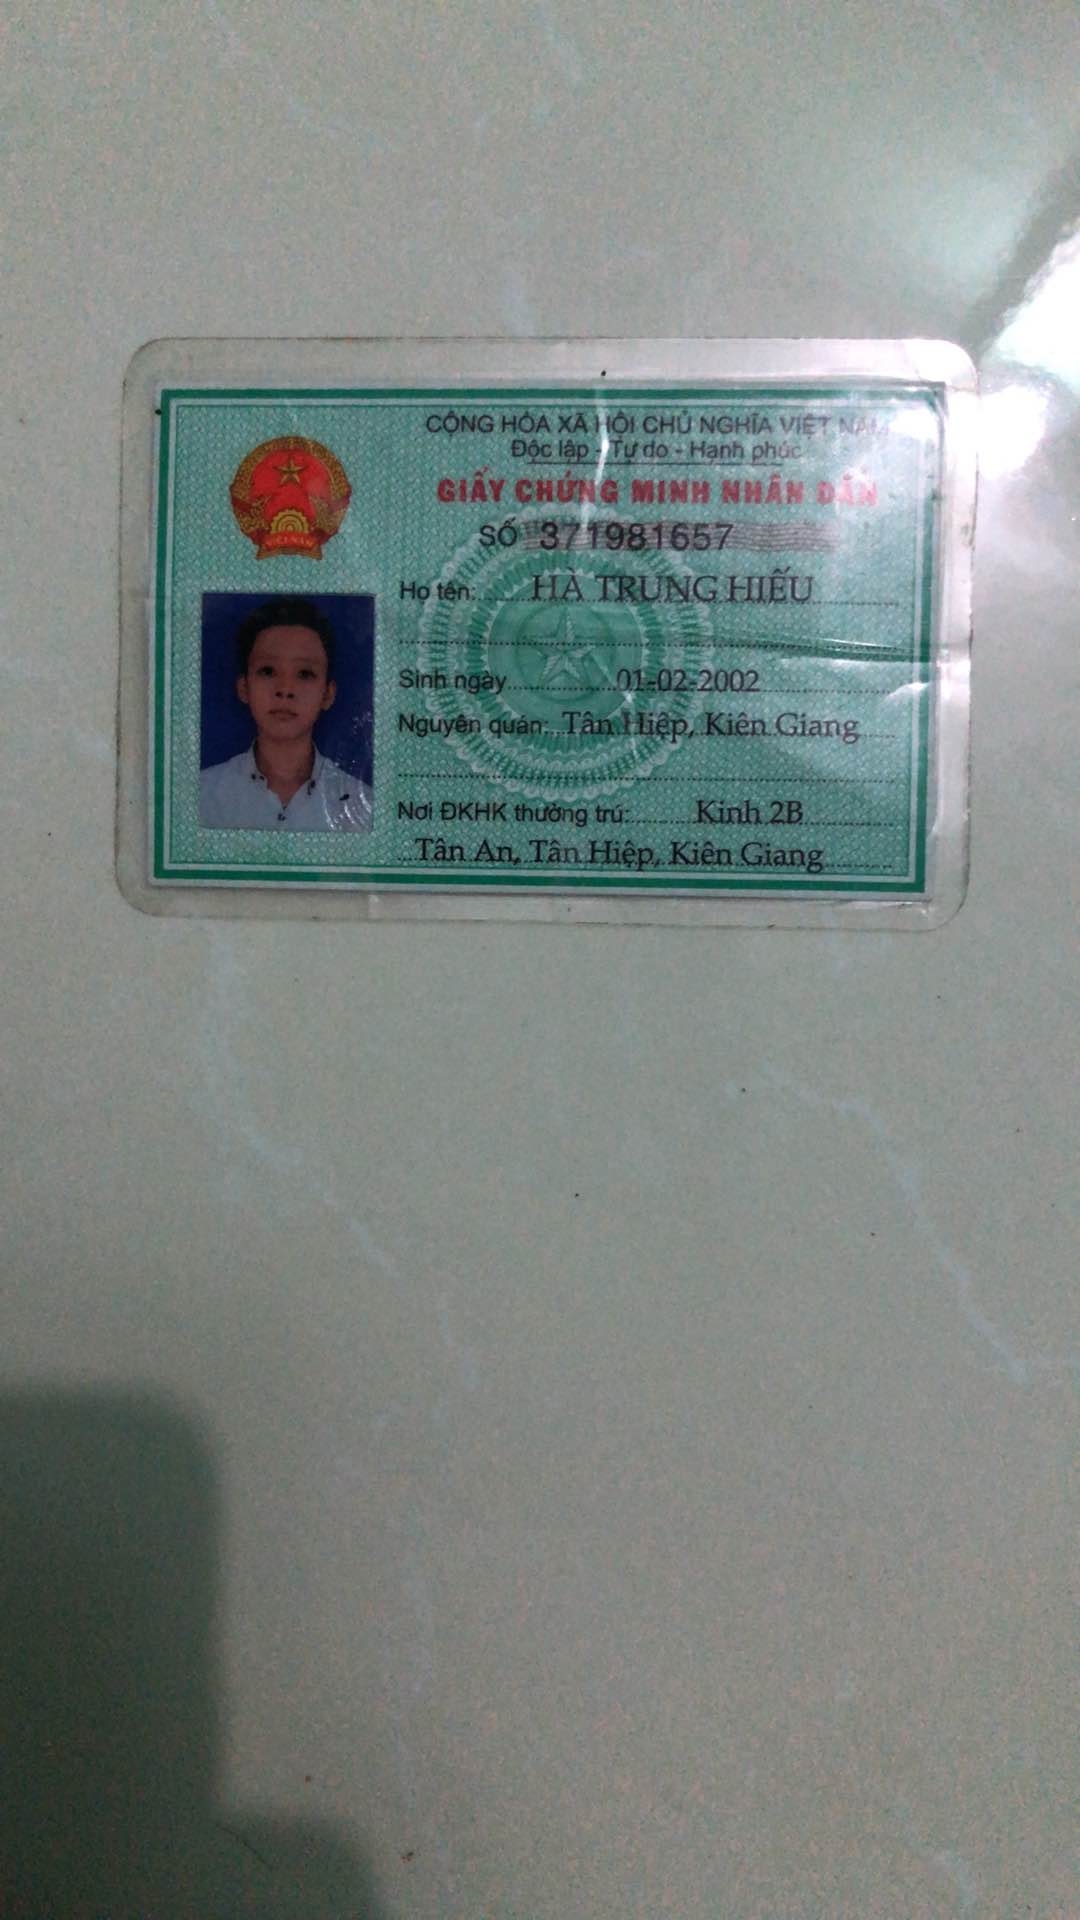 CỘNG HÒA XÃ HỘI CHỦ NGHĨA VIỆT NAM
Độc lập - Tự do - Hạnh phúc
GIẤY CHỨNG MINH NHÂN DÂN
SỐ 371981657
VIỆT NAM
Họ tên: HÀ TRUNG HIẾU
Sinh ngày 01-02-2002
Nguyên quán: Tân Hiệp, Kiên Giang
Nơi ĐKHK thường trú: Kinh 2B
Tân An, Tân Hiệp, Kiên Giang